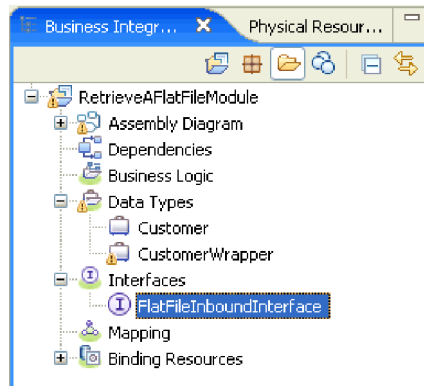 Business Integr... Physical Resour...
RetrieveAFlatFileModule
Assembly Diagram
Dependencies
Business Logic
Data Types
Customer
CustomerWrapper
Interfaces
FlatFileInboundInterface
Mapping
Binding Resources